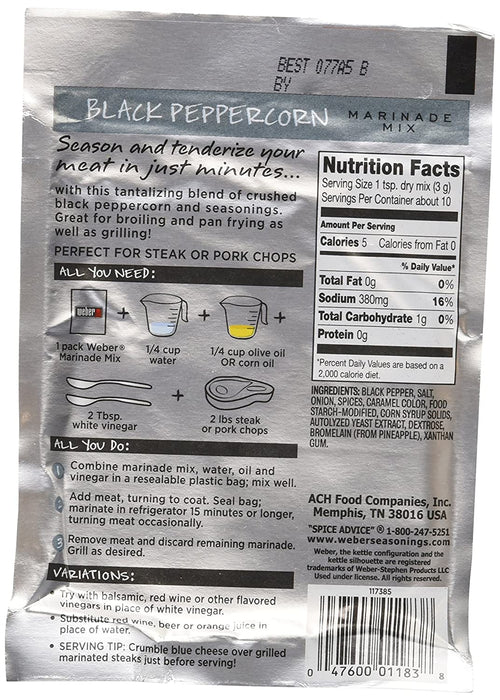 BEST 077A5 B
BY
BLACK PEPPERCORN MARINADE
MIX
Season and tenderize your
meat in just minutes...
with this tantalizing blend of crushed
black peppercorn and seasonings.
Great for broiling and pan frying as
well as grilling!
PERFECT FOR STEAK OR PORK CHOPS
ALL YOU NEED:
weber
+
+
+
1 pack Weber®
Marinade Mix
1/4 cup
water
1/4 cup olive oil
OR corn oil
+
2 Tbsp.
white vinegar
2 lbs steak
or pork chops
ALL YOU DO:
1 Combine marinade mix, water, oil and
vinegar in a resealable plastic bag; mix well.
2 Add meat, turning to coat. Seal bag;
marinate in refrigerator 15 minutes or longer,
turning meat occasionally.
3 Remove meat and discard remaining marinade.
Grill as desired.
VARIATIONS:
• Try with balsamic, red wine or other flavored
vinegars in place of white vinegar.
• Substitute red wine, beer or orange juice in
place of water.
• SERVING TIP: Crumble blue cheese over grilled
marinated steaks just before serving!
Nutrition Facts
Serving Size 1 tsp. dry mix (3 g)
Servings Per Container about 10
Amount Per Serving
Calories 5 Calories from Fat 0
% Daily Value*
Total Fat 0g 0%
Sodium 380mg 16%
Total Carbohydrate 1g 0%
Protein 0g
*Percent Daily Values are based on a
2,000 calorie diet.
INGREDIENTS: BLACK PEPPER, SALT,
ONION, SPICES, CARAMEL COLOR, FOOD
STARCH-MODIFIED, CORN SYRUP SOLIDS,
AUTOLYZED YEAST EXTRACT, DEXTROSE,
BROMELAIN (FROM PINEAPPLE), XANTHAN
GUM.
ACH Food Companies, Inc.
Memphis, TN 38016 USA
"SPICE ADVICE" ® 1-800-247-5251
www.weberseasonings.com
Weber, the kettle configuration and the
kettle silhouette are registered
trademarks of Weber-Stephen Products LLC
Used under license. All rights reserved.
117385
0 47600 01183 8